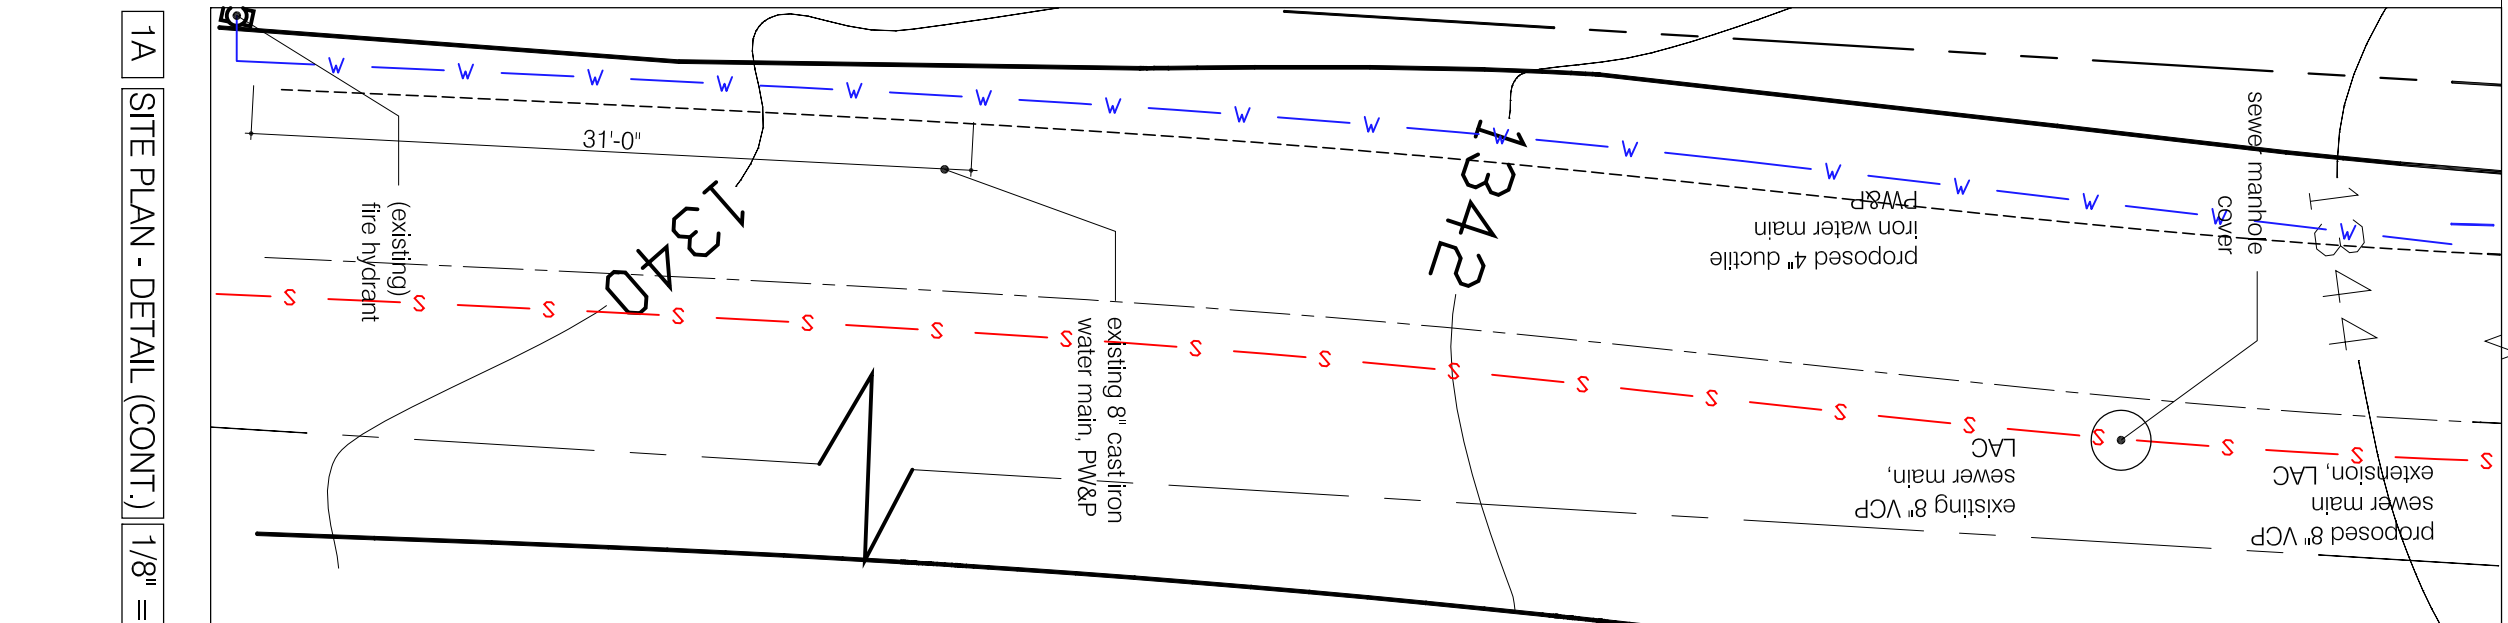 1A
SITE PLAN - DETAIL (CONT.)
1/8" =
31'-0"
(existing)
fire hydrant
1340
existing 8" cast iron
water main, PW&P
1342
proposed 4" ductile
iron water main
PW&P
sewer manhole
cover
1344
existing 8" VCP
sewer main,
LAC
proposed 8" VCP
sewer main
extension, LAC
W W W W W W W W W W W W W W W W
S S S S S S S S S S S S S S S S S S